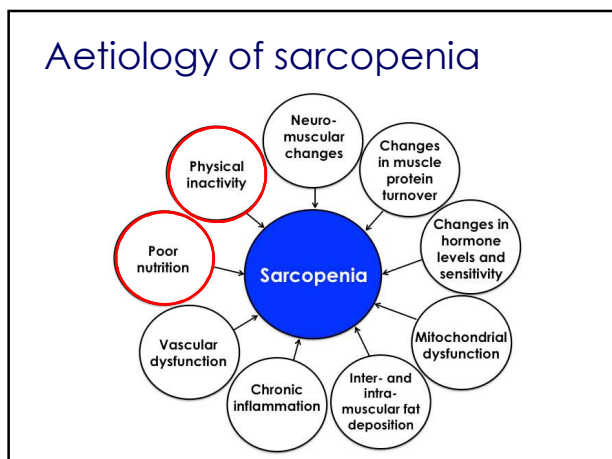 Aetiology of sarcopenia
Neuro-
muscular
changes
Changes
in muscle
protein
turnover
Changes in
hormone
levels and
sensitivity
Mitochondrial
dysfunction
Inter- and
intra-
muscular fat
deposition
Chronic
inflammation
Vascular
dysfunction
Poor
nutrition
Physical
inactivity
Sarcopenia